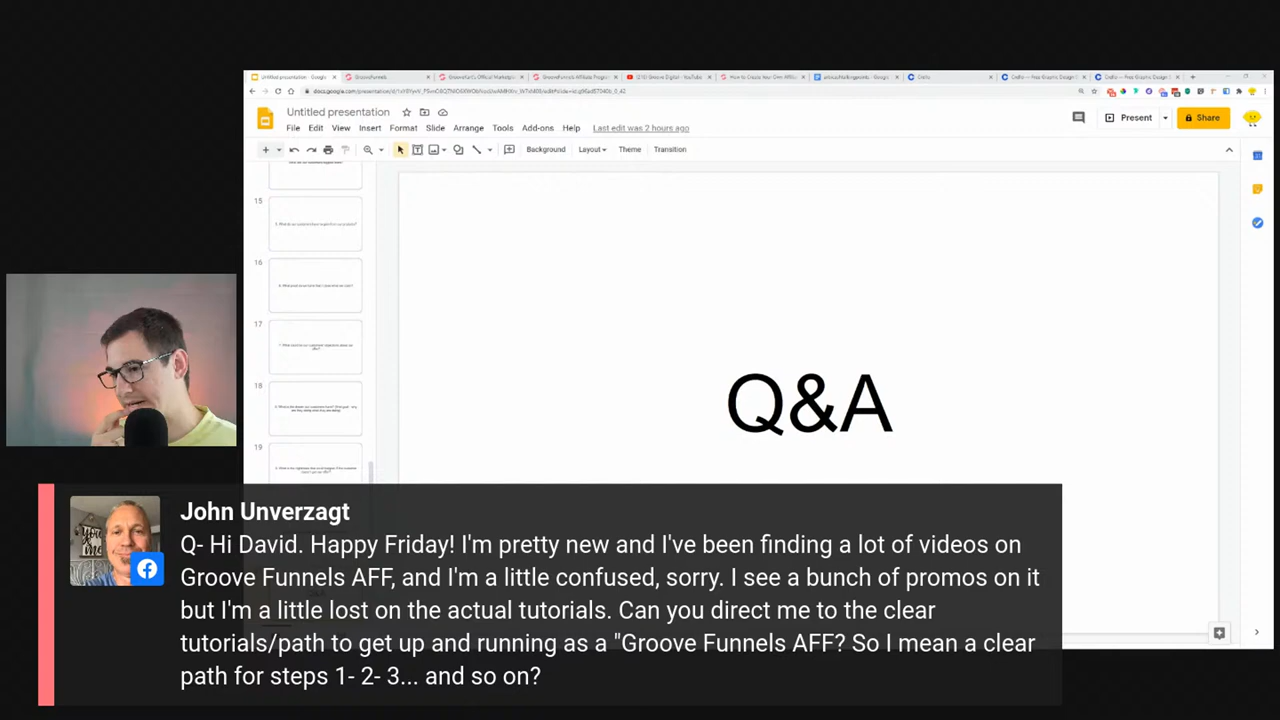 Untitled presentation - Google
GrooveFunnels
Untitled presentation
File Edit View Insert Format Slide Arrange Tools Add-ons Help Last edit was 2 hours ago
Present
Share
Background Layout Theme Transition
15
16
17
18
19
Q&A
John Unverzagt
Q- Hi David. Happy Friday! I'm pretty new and I've been finding a lot of videos on
Groove Funnels AFF, and I'm a little confused, sorry. I see a bunch of promos on it
but I'm a little lost on the actual tutorials. Can you direct me to the clear
tutorials/path to get up and running as a "Groove Funnels AFF? So I mean a clear
path for steps 1- 2- 3... and so on?